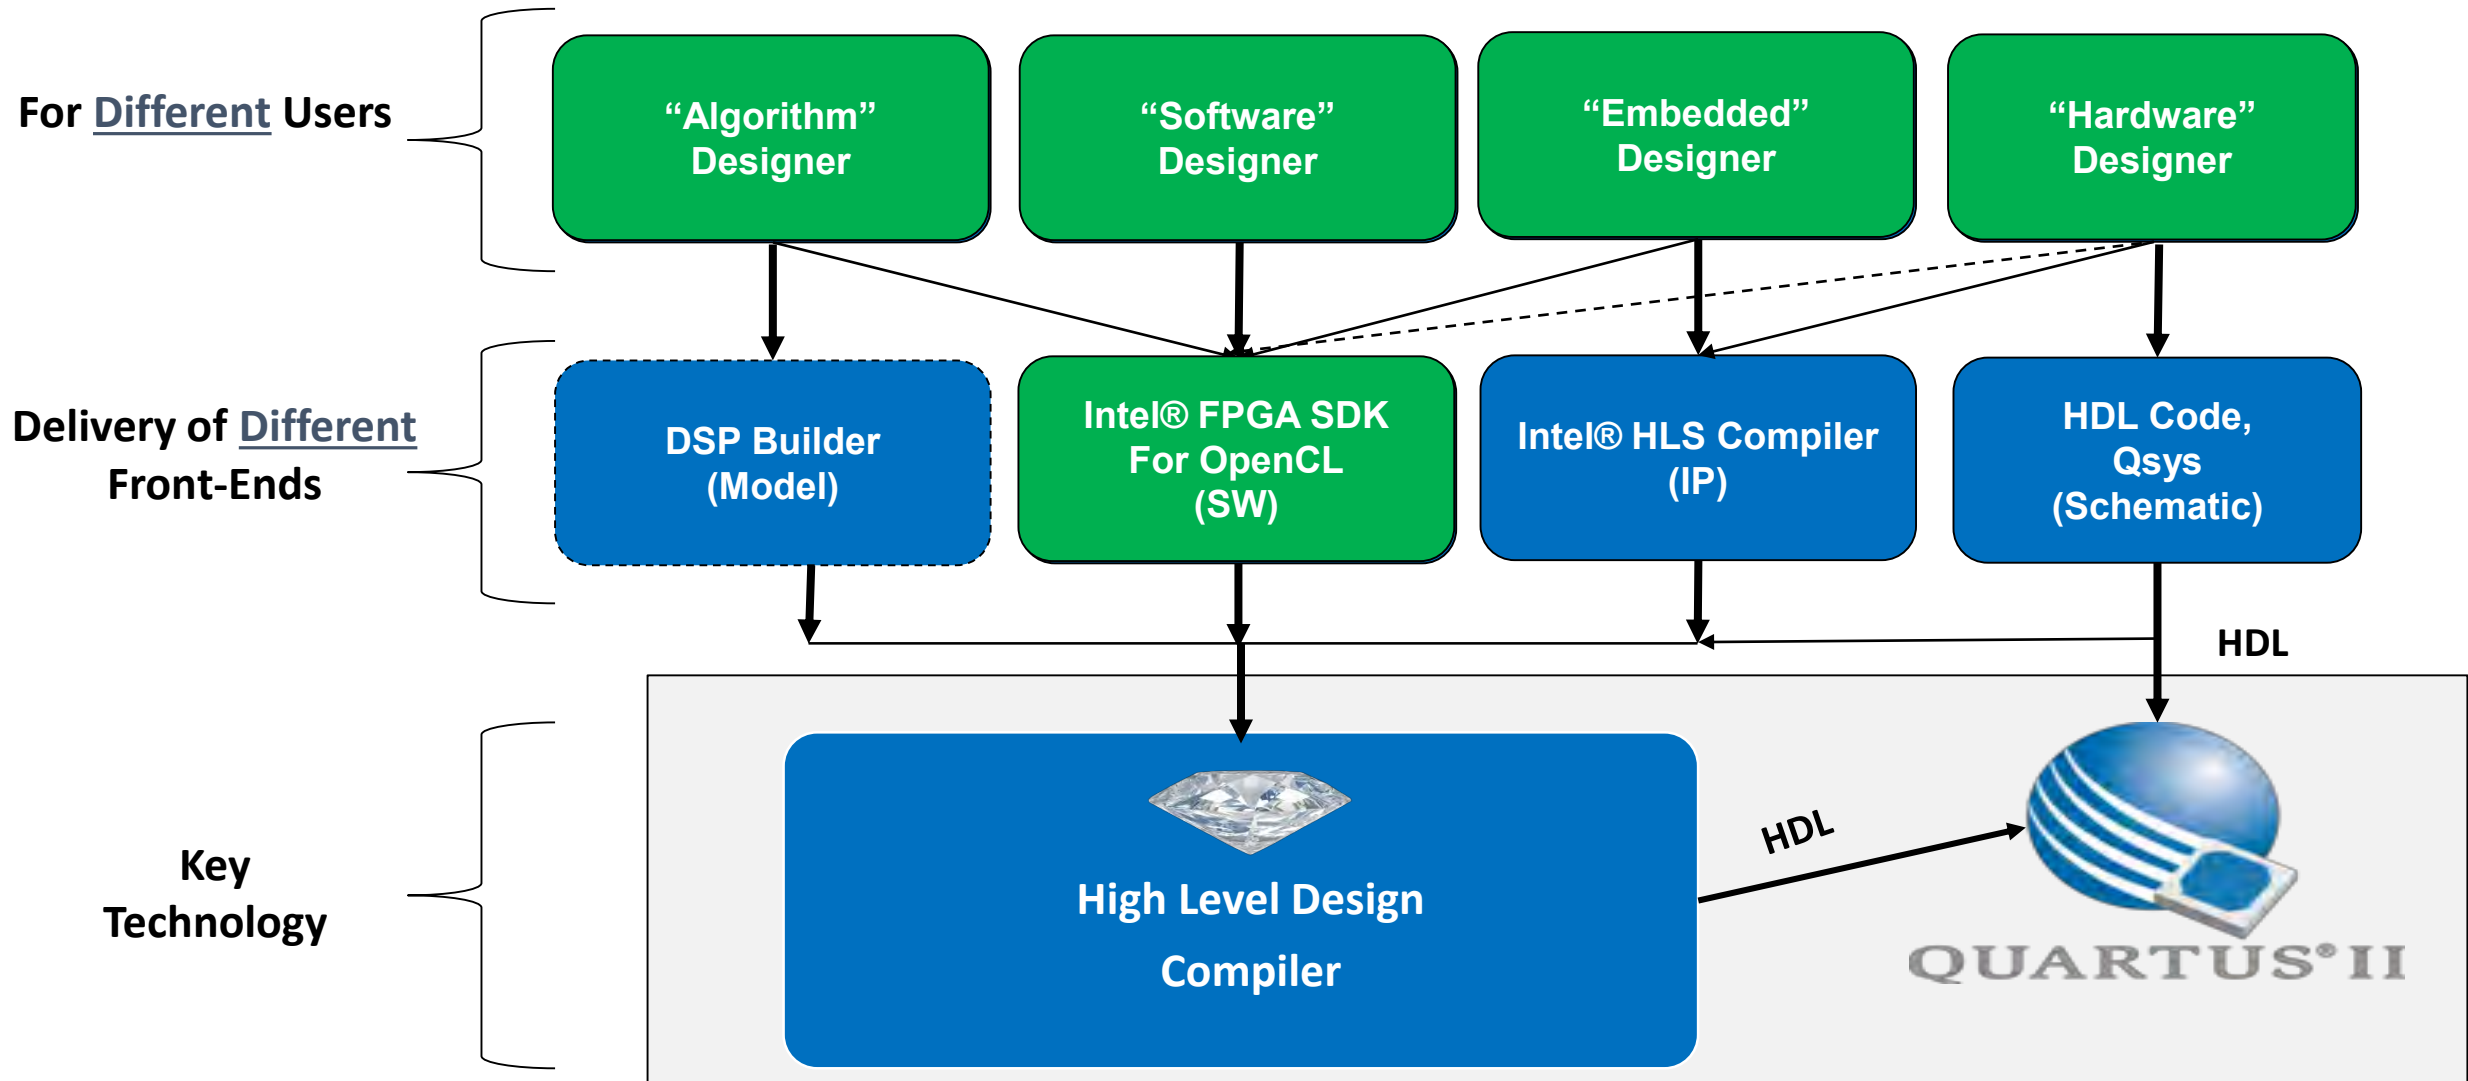 For Different Users
“Algorithm”
Designer
“Software”
Designer
“Embedded”
Designer
“Hardware”
Designer
Delivery of Different
Front-Ends
DSP Builder
(Model)
Intel® FPGA SDK
For OpenCL
(SW)
Intel® HLS Compiler
(IP)
HDL Code,
Qsys
(Schematic)
HDL
Key
Technology
High Level Design
Compiler
HDL
QUARTUS® II